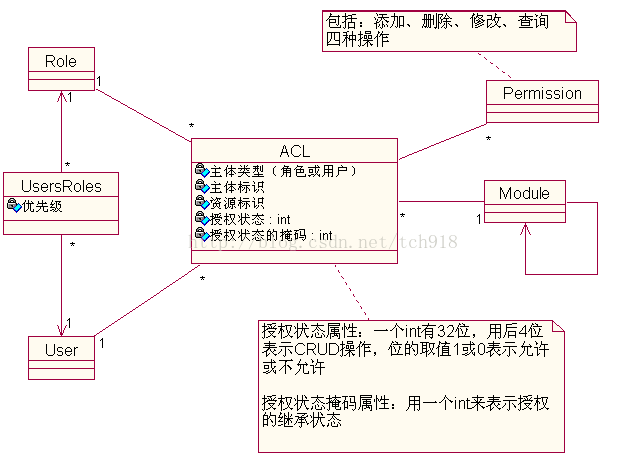 包括：添加、删除、修改、查询
四种操作
Role
1
1
*
Permission
*
ACL
主体类型（角色或用户）
主体标识
资源标识
授权状态 : int
授权状态的掩码 : int
*
UsersRoles
优先级
*
Module
*
1
http://blog.csdn.net/tch918
*
1
User
1
授权状态属性：一个int有32位，用后4位
表示CRUD操作，位的取值1或0表示允许
或不允许
授权状态掩码属性：用一个int来表示授权
的继承状态